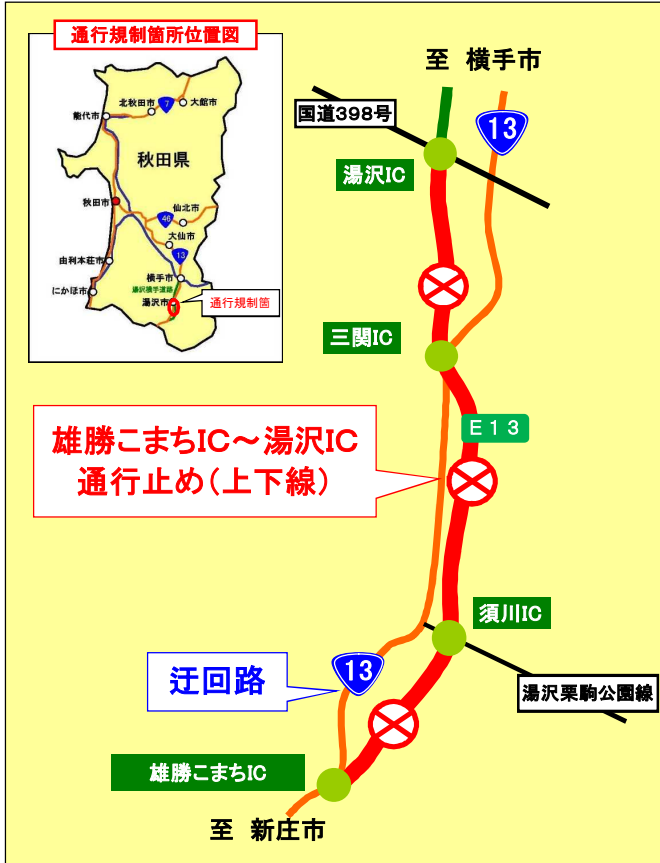 通行規制箇所位置図
北秋田市
7
大館市
能代市
秋田県
秋田市
46
仙北市
大仙市
13
由利本荘市
横手市
湯沢横手道路
にかほ市
湯沢市
通行規制箇
至 横手市
国道398号
13
湯沢IC
三関IC
E13
雄勝こまちIC～湯沢IC
通行止め(上下線)
須川IC
迂回路
13
湯沢栗駒公園線
雄勝こまちIC
至 新庄市